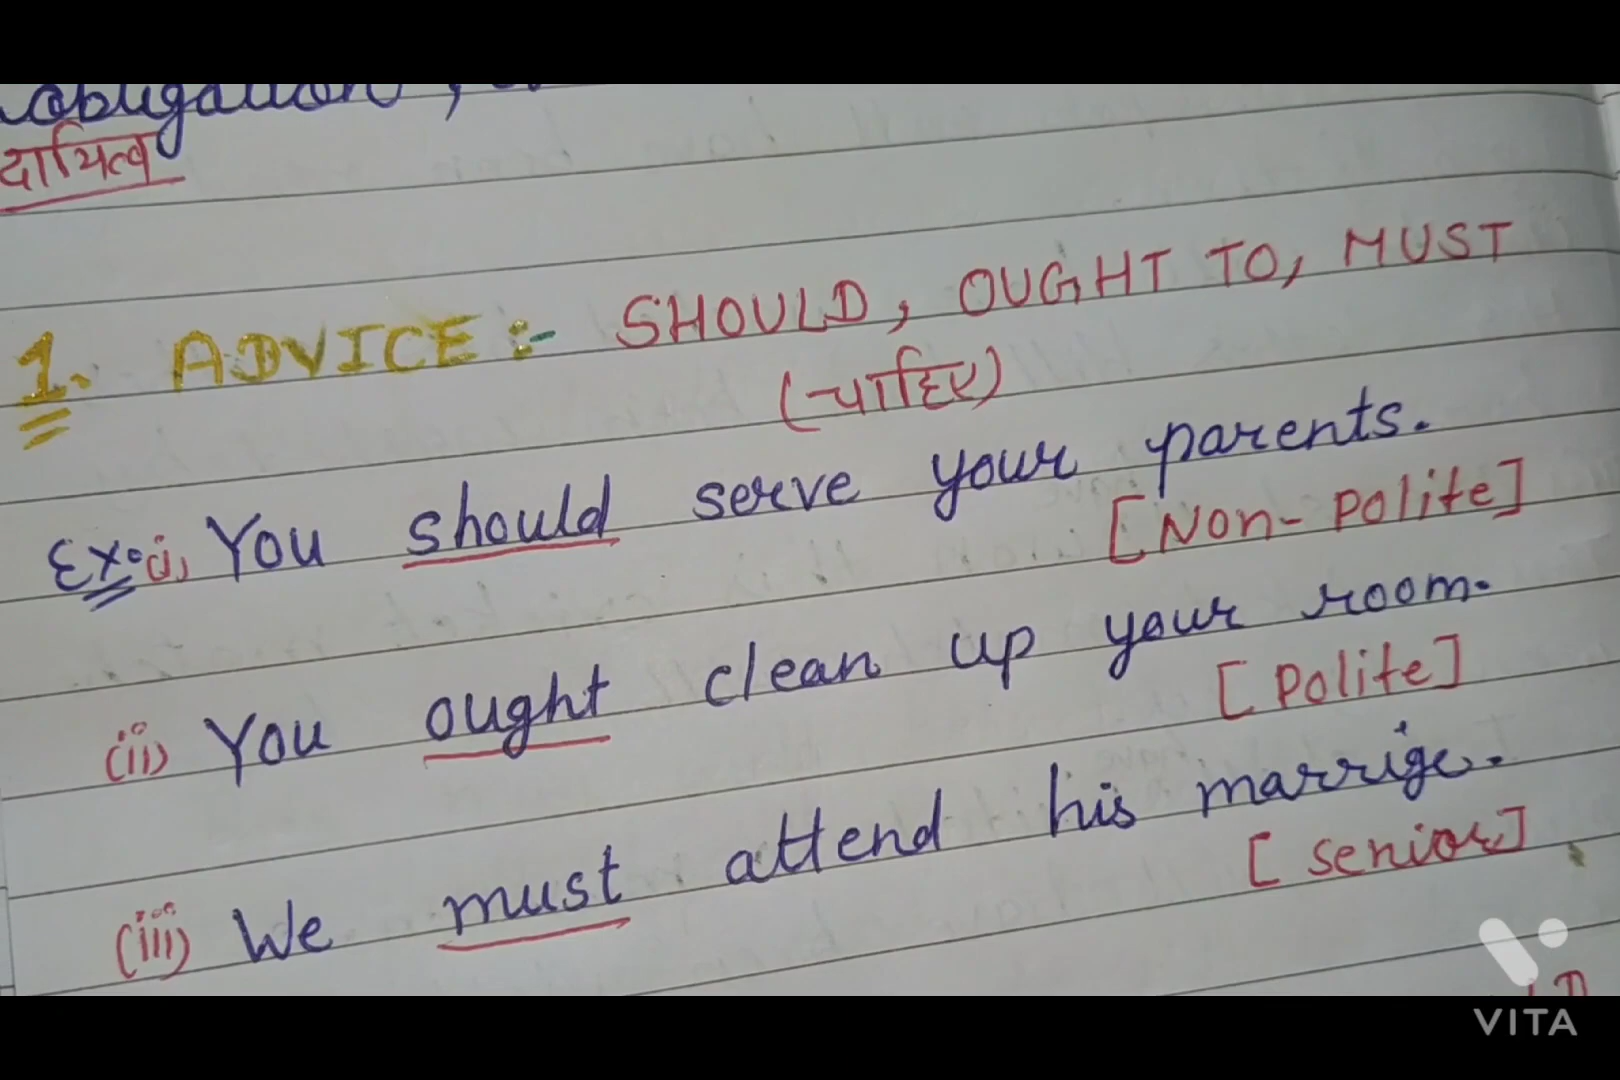 obligation,
दायित्व
1. ADVICE:- SHOULD, OUGHT TO, MUST
(चाहिए)
Ex:(i) You should serve your parents.
[Non-Polite]
(ii) You ought clean up your room.
[Polite]
(iii) We must attend his marrige.
[Senior]
VITA